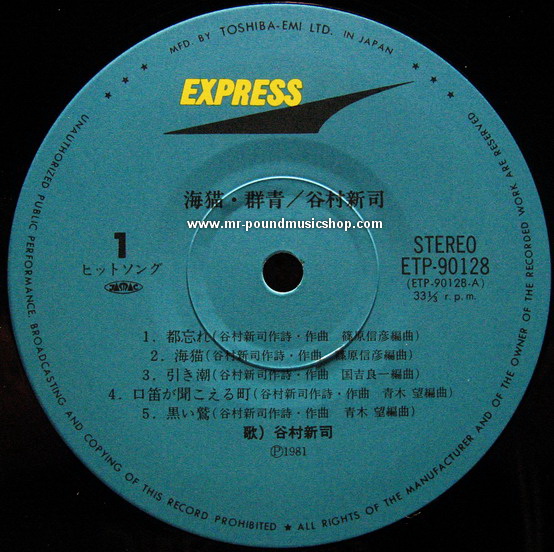 MFD. BY TOSHIBA-EMI LTD. IN JAPAN
EXPRESS
海猫・群青／谷村新司
www.mr-poundmusicshop.com
1
ヒットソング
JASRAC
STEREO
ETP-90128
(ETP-90128-A)
33⅓ r.p.m.
1. 都忘れ(谷村新司作詩・作曲 篠原信彦編曲)
2. 海猫(谷村新司作詩・作曲 篠原信彦編曲)
3. 引き潮(谷村新司作詩・作曲 国吉良一編曲)
4. 口笛が聞こえる町(谷村新司作詩・作曲 青木 望編曲)
5. 黒い鷲(谷村新司作詩・作曲 青木 望編曲)
歌）谷村新司
Ⓟ1981
UNAUTHORIZED PUBLIC PERFORMANCE, BROADCASTING AND COPYING OF THIS RECORD PROHIBITED ★ ALL RIGHTS OF THE MANUFACTURER AND OF THE OWNER OF THE RECORDED WORK ARE RESERVED